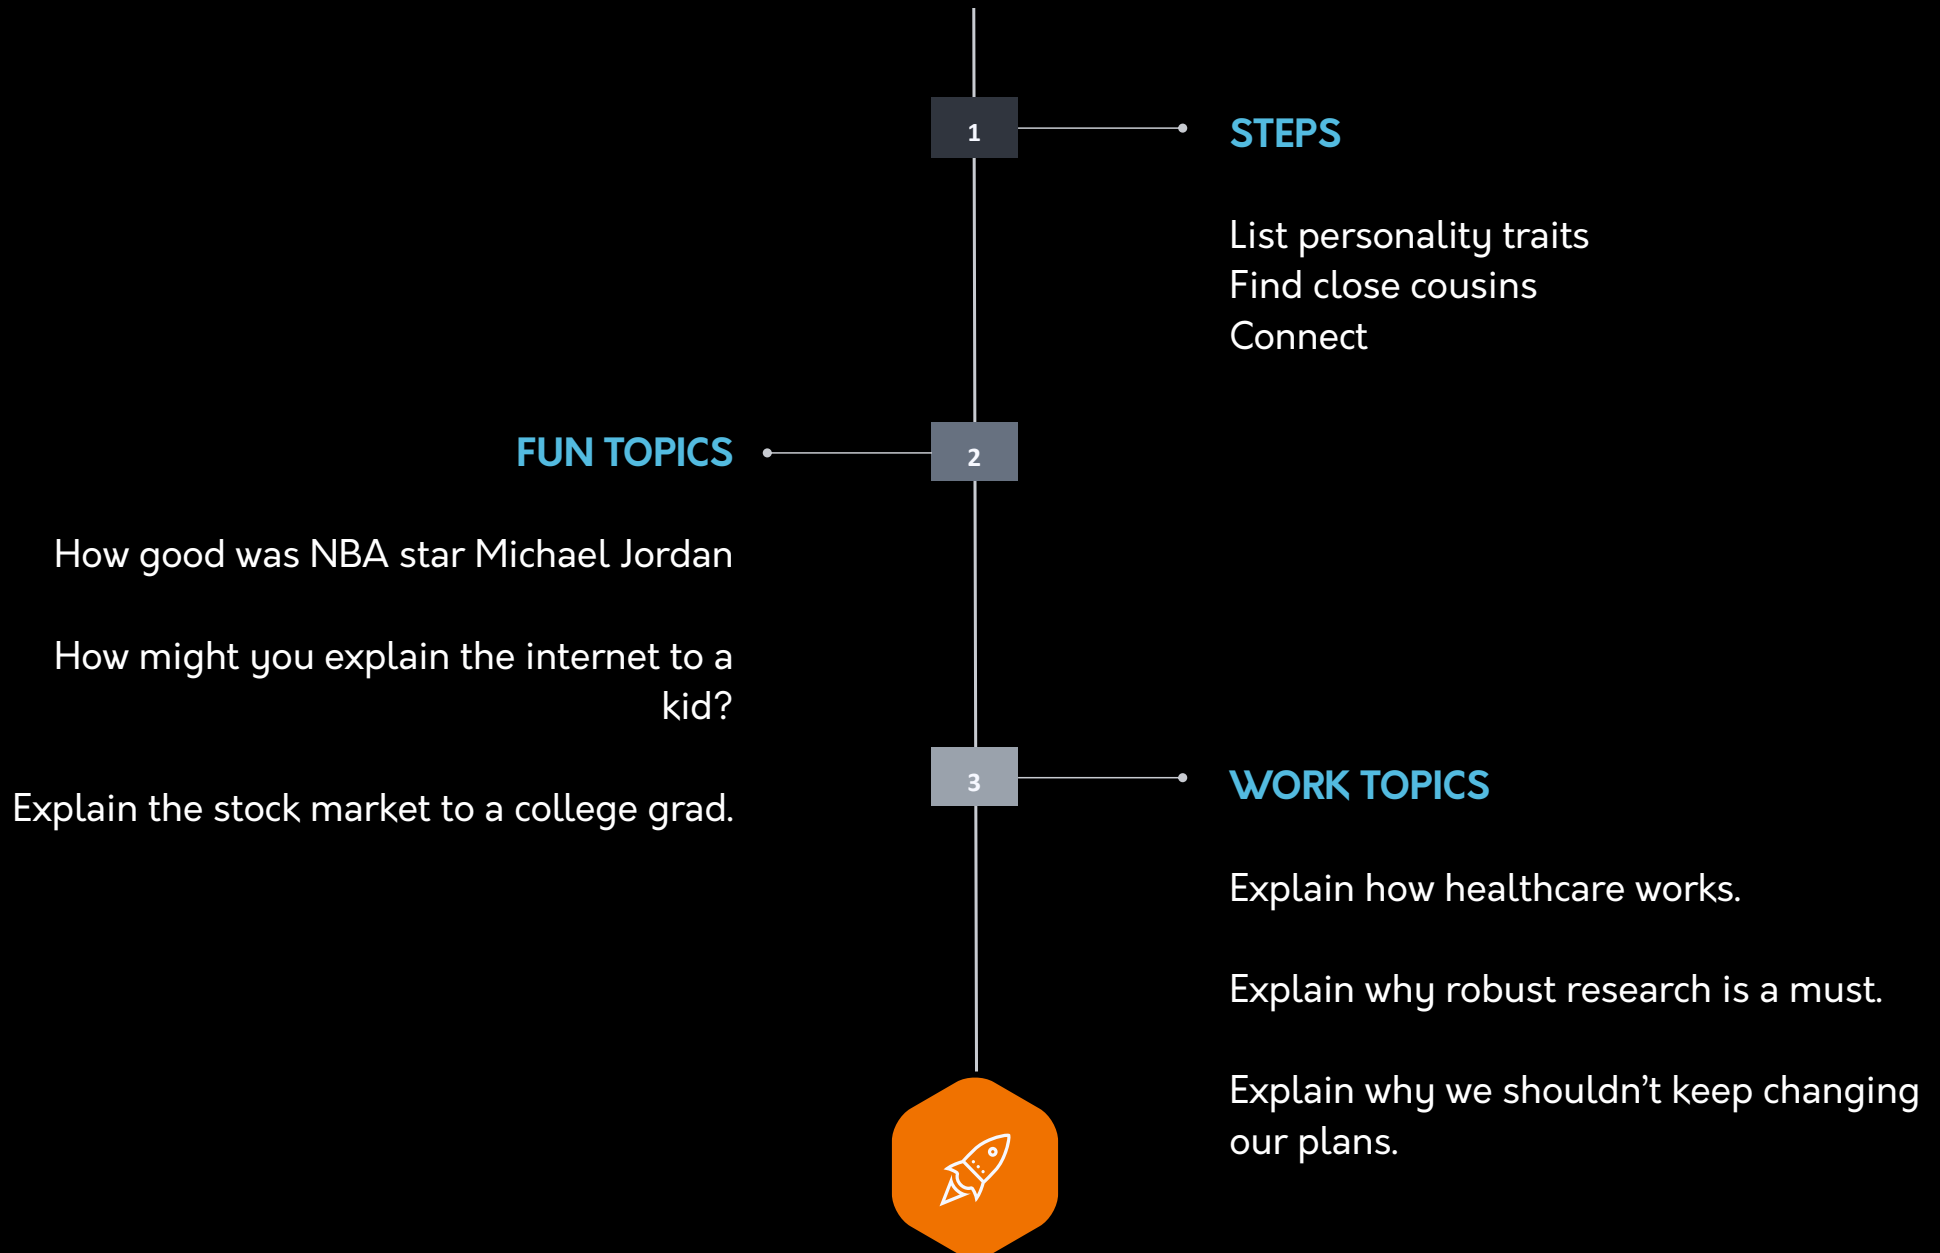 1
STEPS
List personality traits
Find close cousins
Connect
2
FUN TOPICS
How good was NBA star Michael Jordan
How might you explain the internet to a
kid?
Explain the stock market to a college grad.
3
WORK TOPICS
Explain how healthcare works.
Explain why robust research is a must.
Explain why we shouldn’t keep changing
our plans.